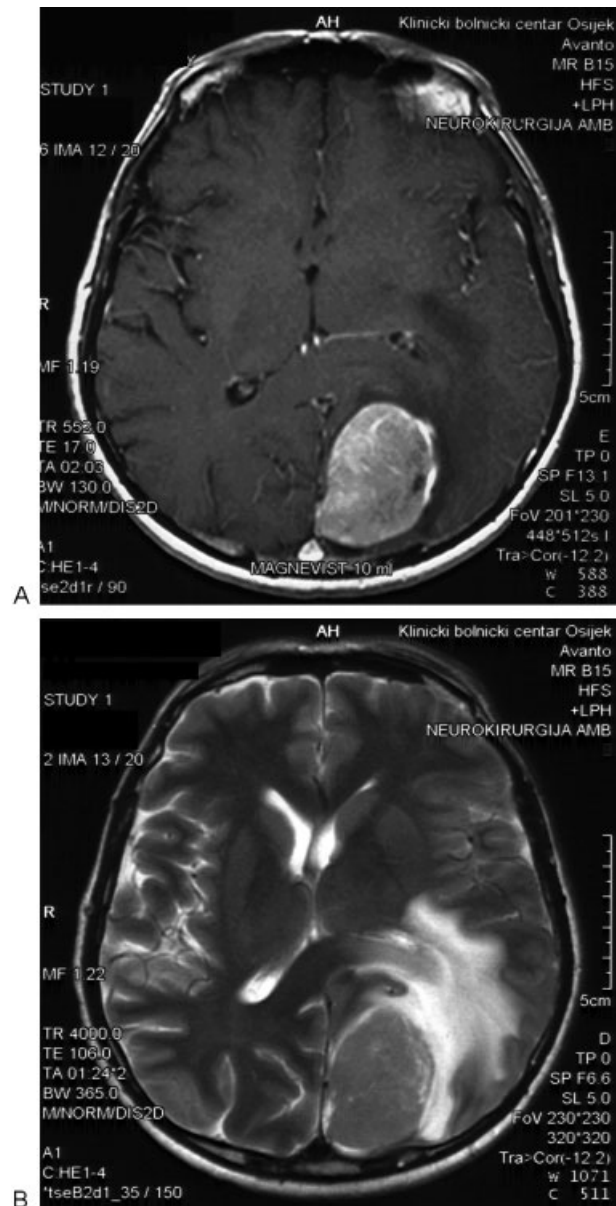 AH
Klinicki bolnicki centar Osijek
Avanto
MR B15
HFS
+LPH
NEUROKIRURGIJA AMB
STUDY 1
6 IMA 12 / 20
R
MF 1.19
5cm
TR 553.0
TE 17.0
TA 02:03
BW 130.0
M/NORM/DIS2D
A1
C:HE1-4
*se2d1r / 90
E
TP 0
SP F13.1
SL 5.0
FoV 201*230
448*512s I
Tra>Cor(-12.2)
W 588
C 388
MAGNEVIST 10 ml
A
AH
Klinicki bolnicki centar Osijek
Avanto
MR B15
HFS
+LPH
NEUROKIRURGIJA AMB
STUDY 1
2 IMA 13 / 20
R
MF 1.22
5cm
TR 4000.0
TE 106.0
TA 01:24*2
BW 365.0
M/NORM/DIS2D
A1
C:HE1-4
*tseB2d1_35 / 150
D
TP 0
SP F6.6
SL 5.0
FoV 230*230
320*320
Tra>Cor(-12.2)
W 1071
C 511
B